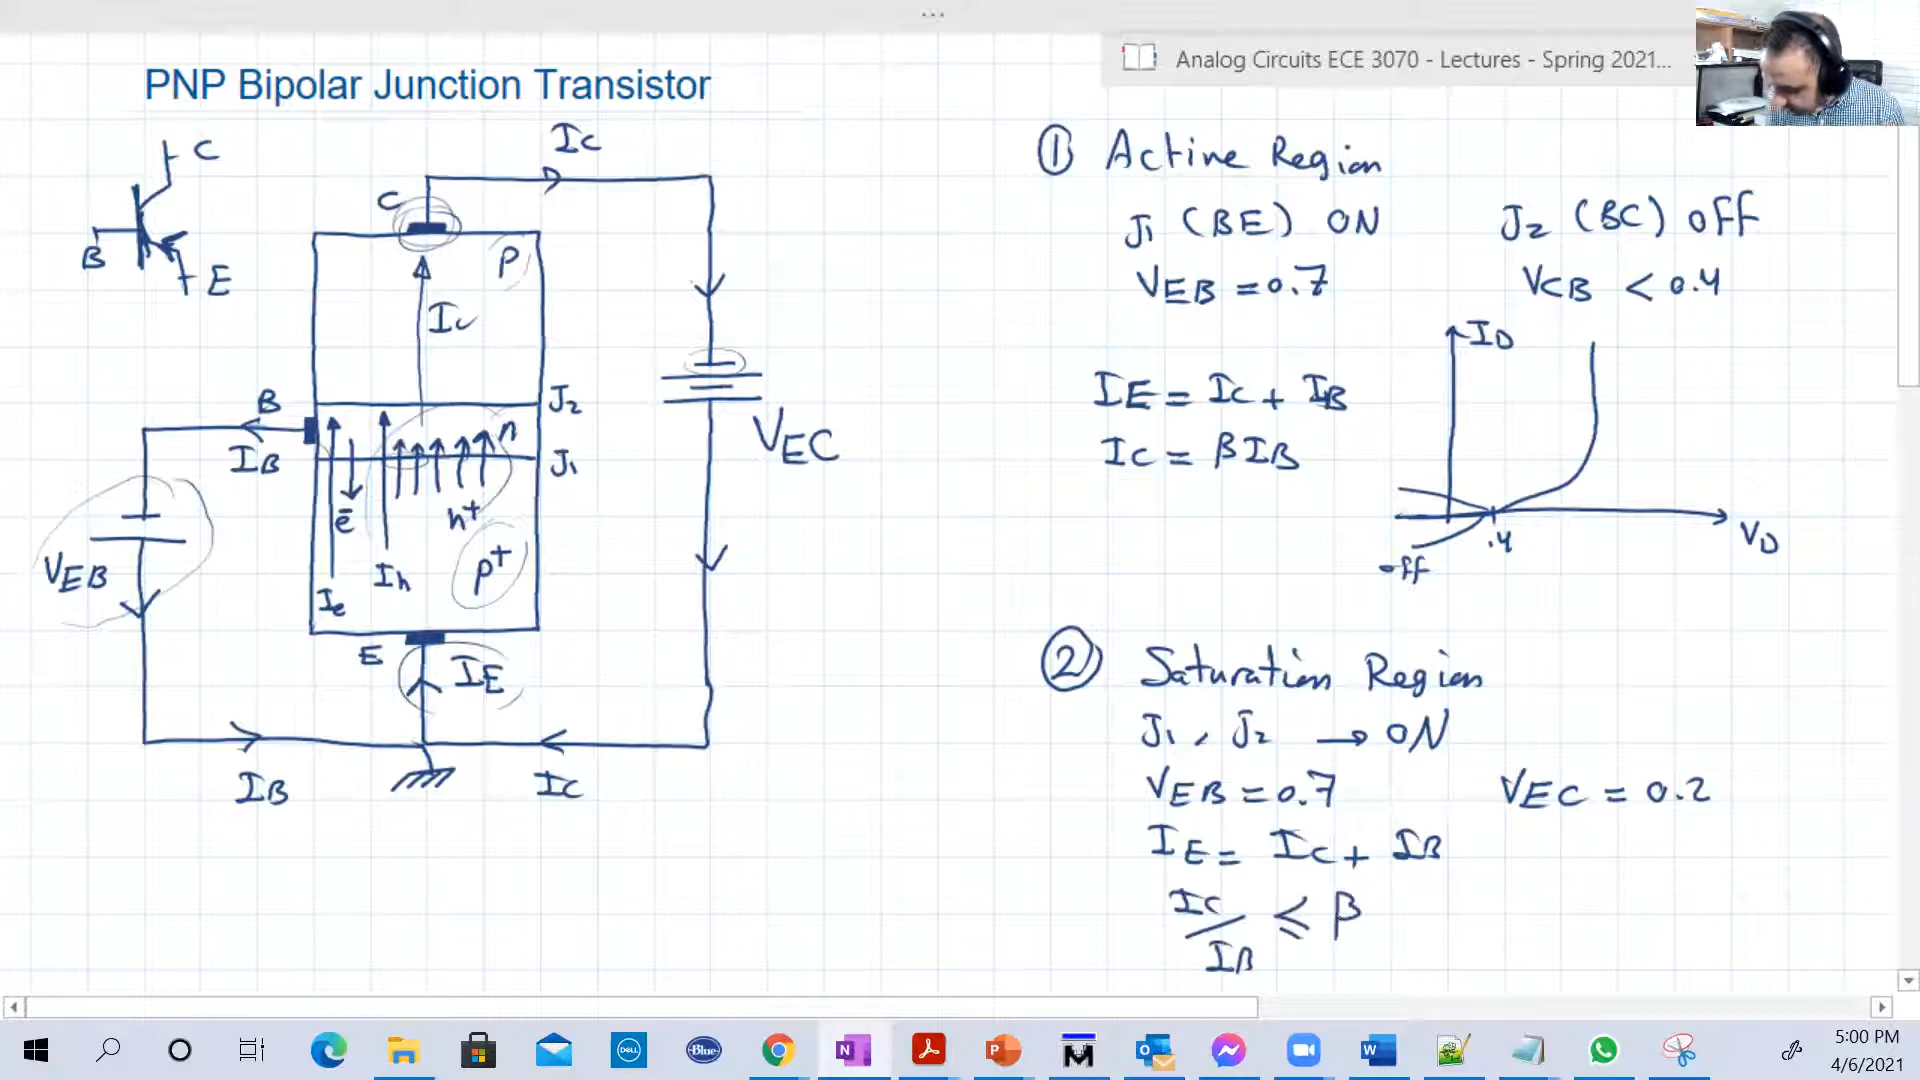 PNP Bipolar Junction Transistor
Analog Circuits ECE 3070 - Lectures - Spring 2021...
C
B
E
IC
C
P
IC
B
J2
IB
n
J1
VEC
ē
h+
VEB
Ie
Ih
P+
E
IE
IB
IC
① Active Region
J1 (BE) ON
J2 (BC) OFF
VEB = 0.7
VCB < 0.4
ID
IE = IC + IB
IC = βIB
.4
VD
OFF
② Saturation Region
J1, J2 → ON
VEB = 0.7
VEC = 0.2
IE = IC + IB
IC/IB ≤ β
DELL
Blue
N
P
W
5:00 PM
4/6/2021